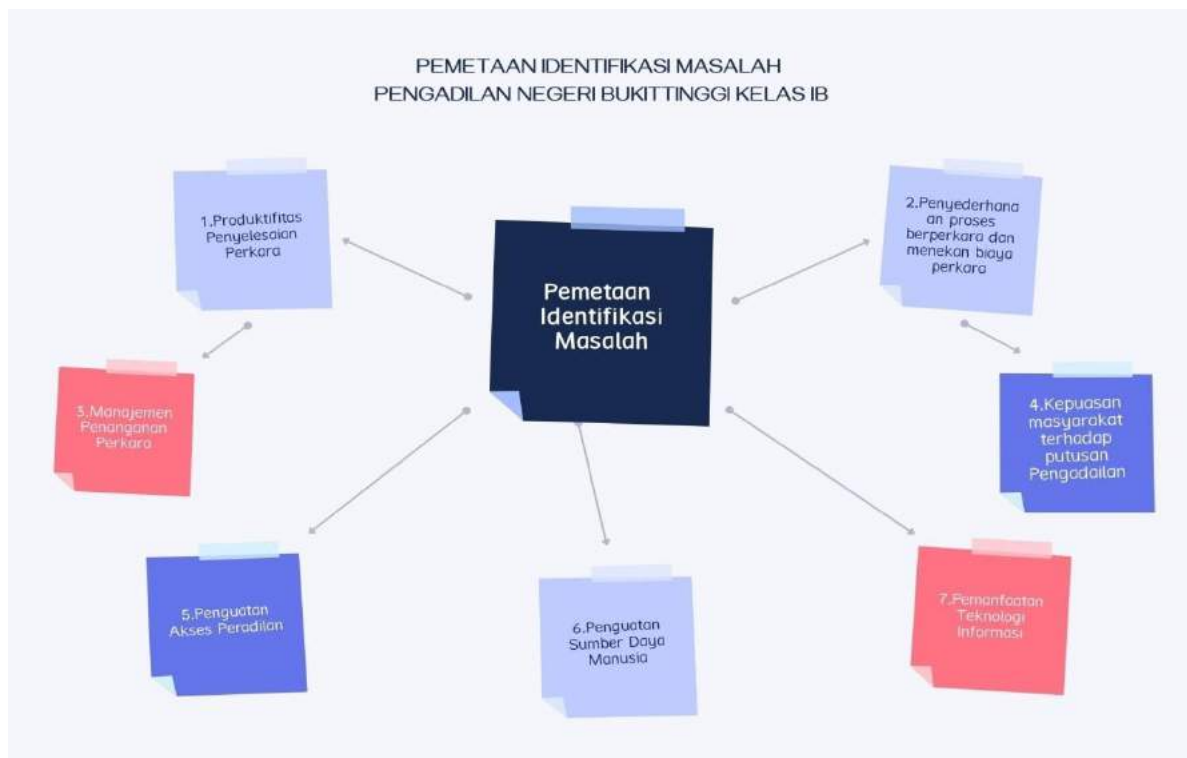 PEMETAAN IDENTIFIKASI MASALAH
PENGADILAN NEGERI BUKITTINGGI KELAS IB
1.Produktifitas
Penyelesaian
Perkara
2.Penyederhana
an proses
berperkara dan
menekan biaya
perkara
Pemetaan
Identifikasi
Masalah
3.Manajemen
Penanganan
Perkara
4.Kepuasan
masyarakat
terhadap
putusan
Pengadailan
5.Penguatan
Akses Peradilan
6.Penguatan
Sumber Daya
Manusia
7.Pemanfaatan
Teknologi
Informasi